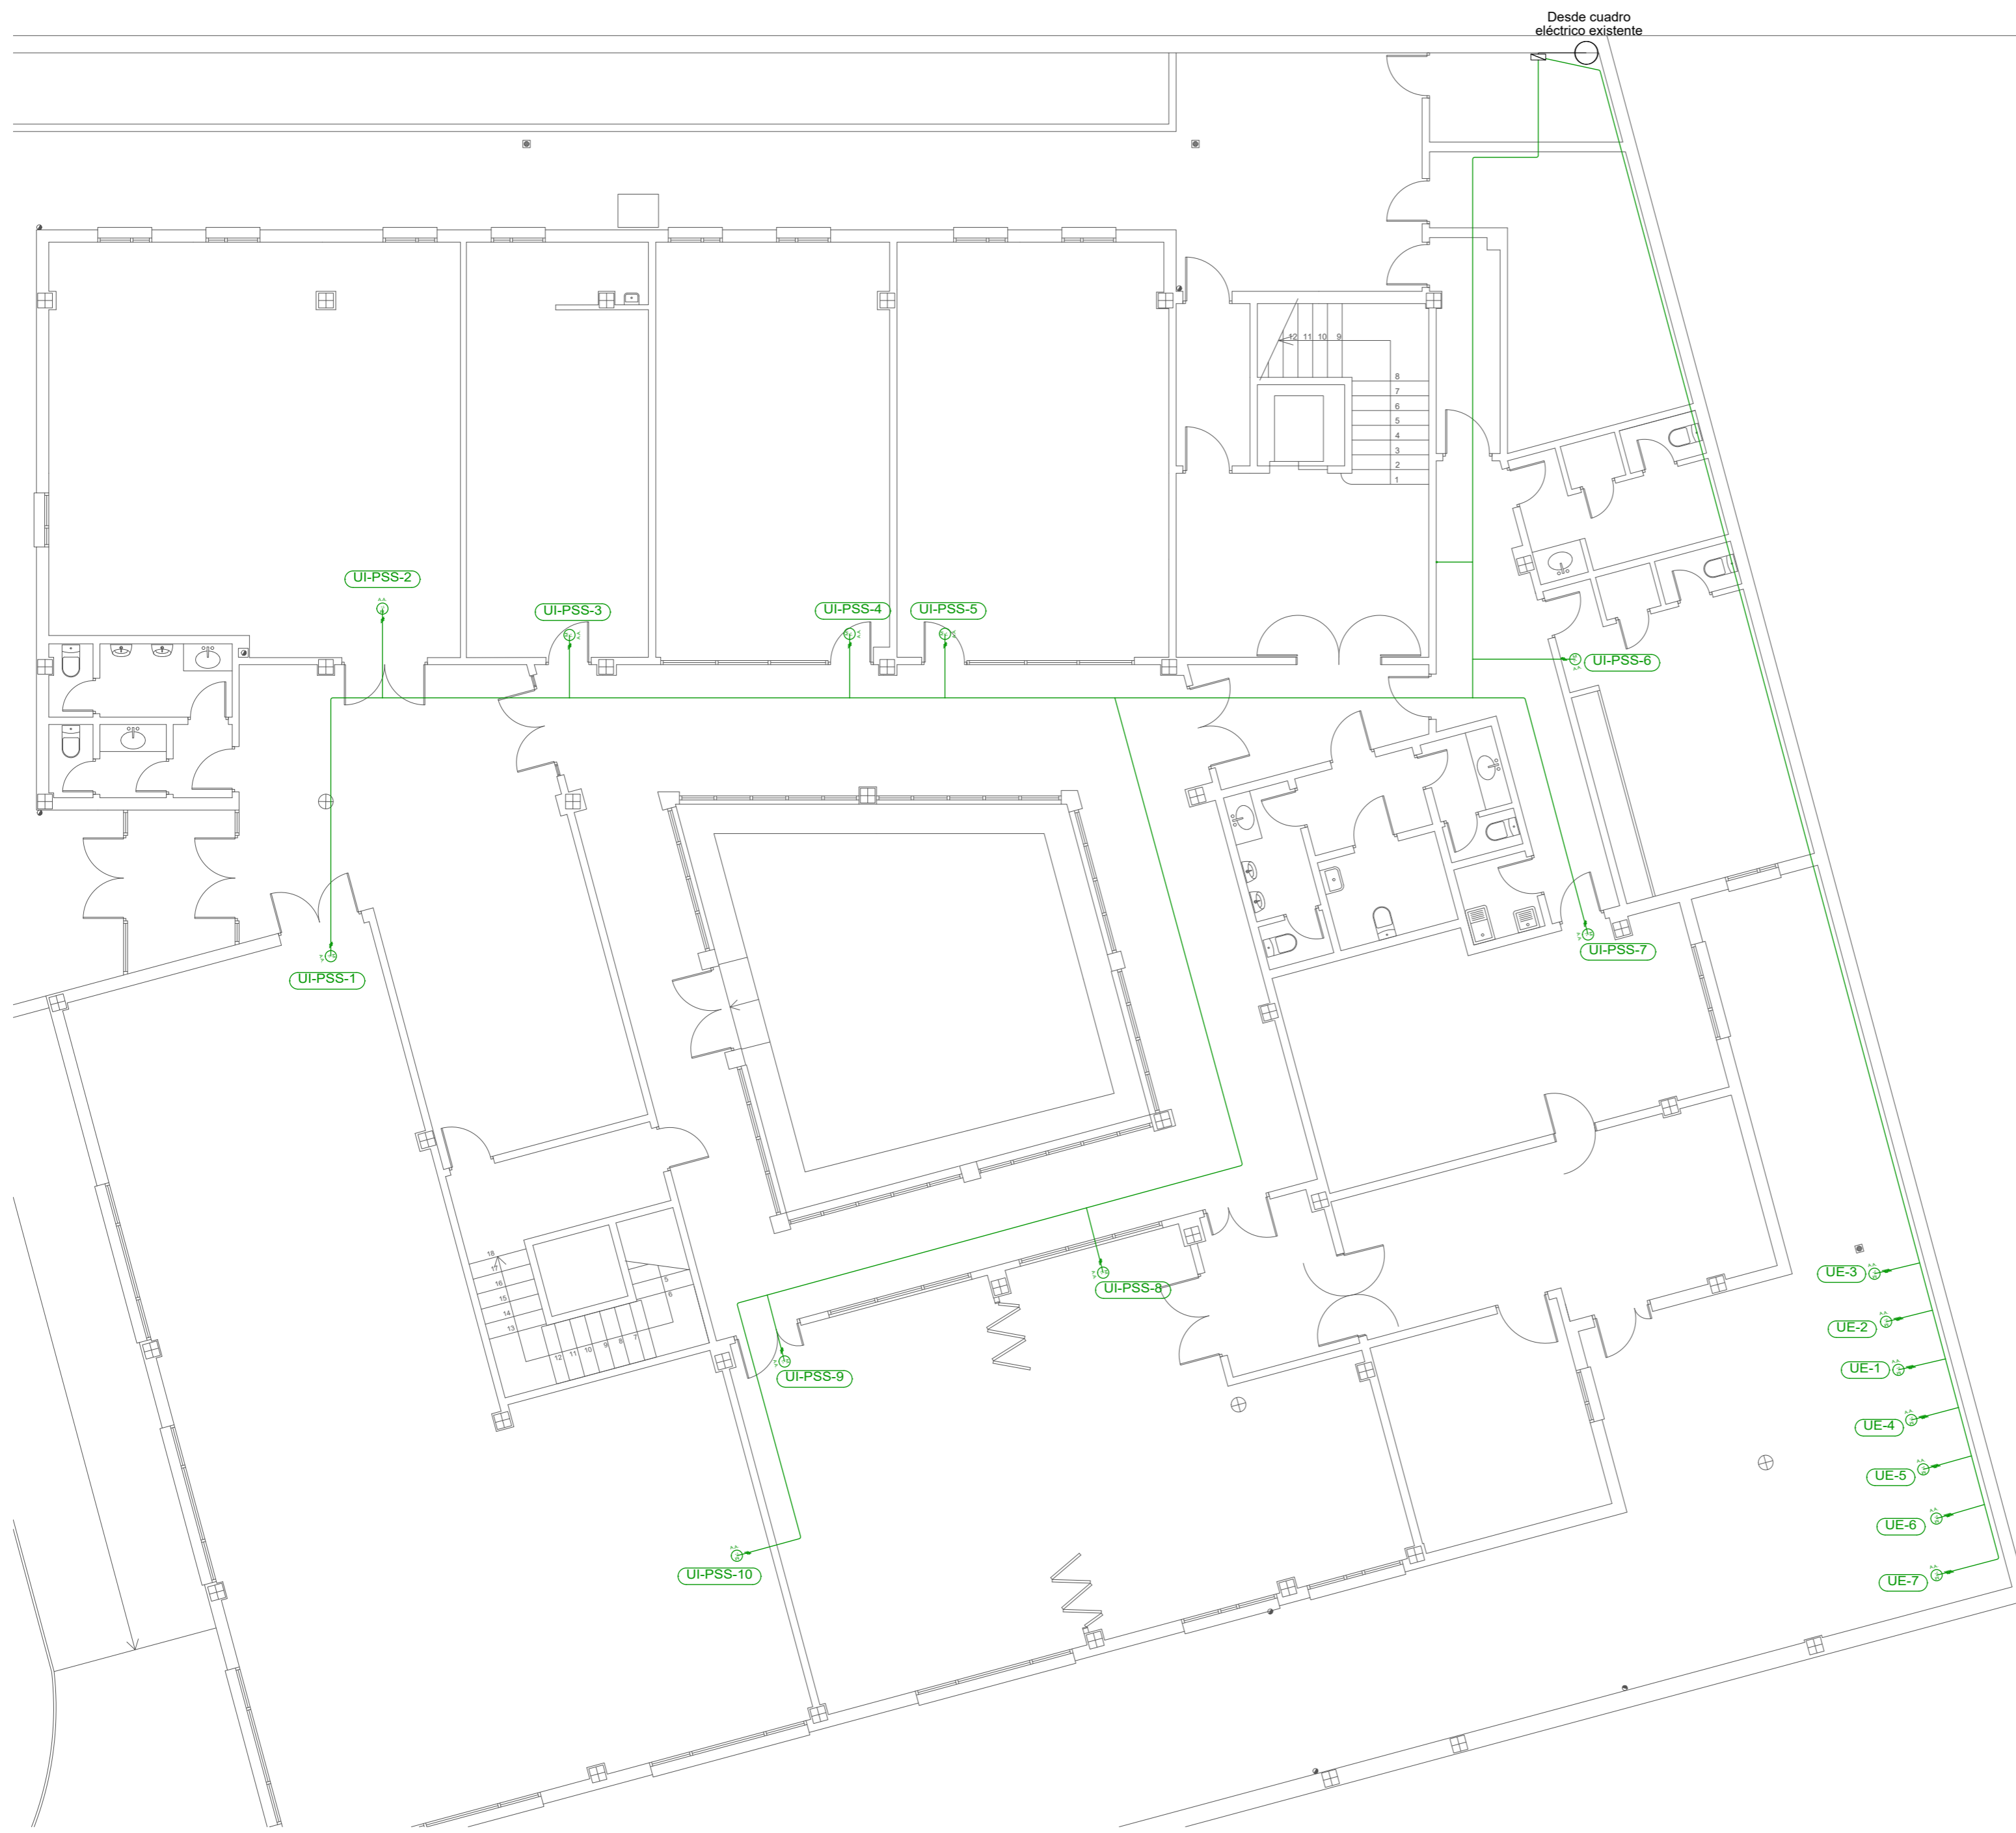 Desde cuadro
eléctrico existente
12 11 10 9
8
7
6
5
4
3
2
1
UI-PSS-2
UI-PSS-3
UI-PSS-4
UI-PSS-5
UI-PSS-6
UI-PSS-7
UI-PSS-1
18
17
16
15
14
13
12
11
10
9
8
7
6
5
UI-PSS-8
UI-PSS-9
UI-PSS-10
UE-3
UE-2
UE-1
UE-4
UE-5
UE-6
UE-7